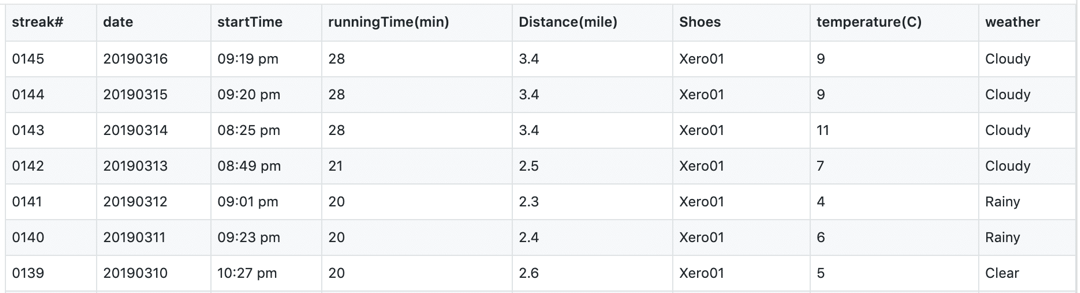 streak# date startTime runningTime(min) Distance(mile) Shoes temperature(C) weather
0145 20190316 09:19 pm 28 3.4 Xero01 9 Cloudy
0144 20190315 09:20 pm 28 3.4 Xero01 9 Cloudy
0143 20190314 08:25 pm 28 3.4 Xero01 11 Cloudy
0142 20190313 08:49 pm 21 2.5 Xero01 7 Cloudy
0141 20190312 09:01 pm 20 2.3 Xero01 4 Rainy
0140 20190311 09:23 pm 20 2.4 Xero01 6 Rainy
0139 20190310 10:27 pm 20 2.6 Xero01 5 Clear